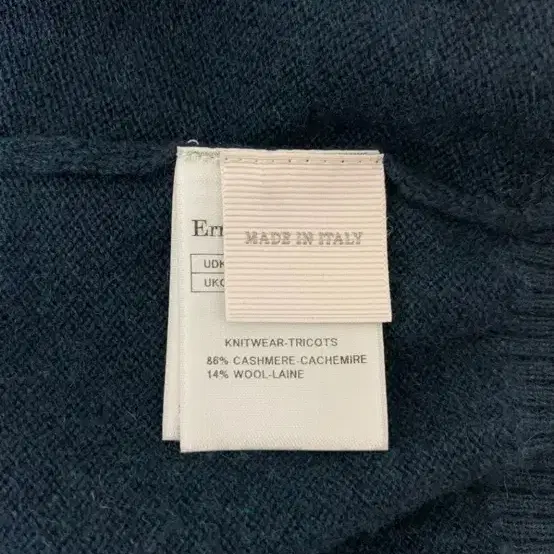 MADE IN ITALY
KNITWEAR-TRICOTS
86% CASHMERE-CACHEMIRE
14% WOOL-LAINE